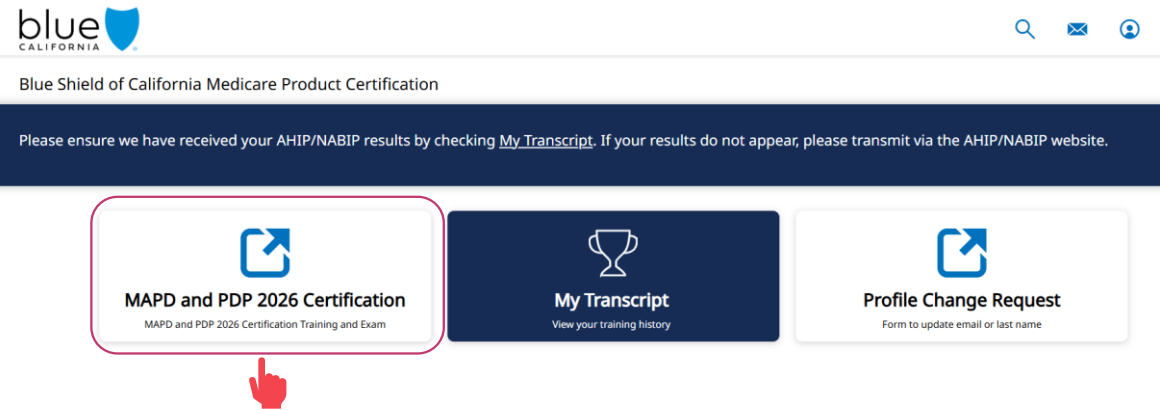 blue
CALIFORNIA
Blue Shield of California Medicare Product Certification
Please ensure we have received your AHIP/NABIP results by checking My Transcript. If your results do not appear, please transmit via the AHIP/NABIP website.
MAPD and PDP 2026 Certification
MAPD and PDP 2026 Certification Training and Exam
My Transcript
View your training history
Profile Change Request
Form to update email or last name